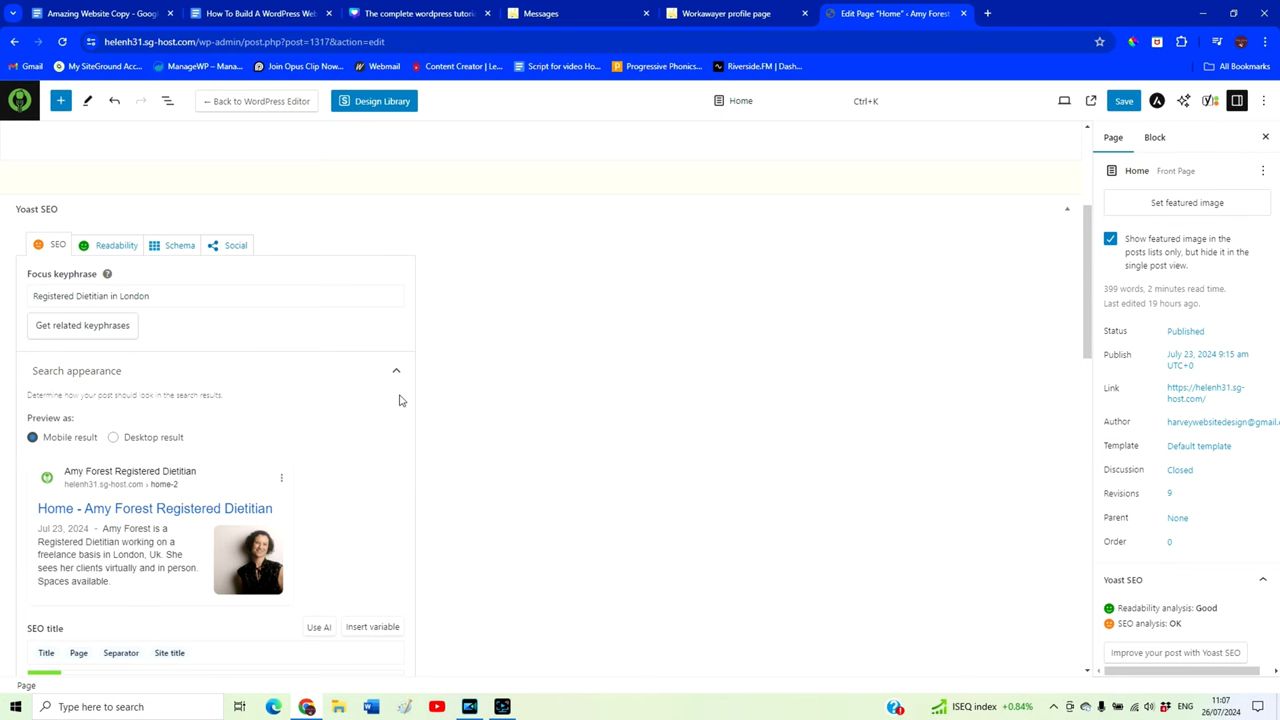 Amazing Website Copy - Goog
How To Build A WordPress Web
The complete wordpress tutori
Messages
Workawayer profile page
Edit Page "Home" ‹ Amy Forest
helenh31.sg-host.com/wp-admin/post.php?post=1317&action=edit
Gmail
My SiteGround Acc...
ManageWP – Mana...
Join Opus Clip Now...
Webmail
Content Creator | Le...
Script for video Ho...
Progressive Phonics...
Riverside.FM | Dash...
All Bookmarks
← Back to WordPress Editor
Design Library
Home
Ctrl+K
Save
Page
Block
Home Front Page
Set featured image
Show featured image in the
posts lists only, but hide it in the
single post view.
399 words, 2 minutes read time.
Last edited 19 hours ago.
Status Published
Publish July 23, 2024 9:15 am
UTC+0
Link https://helenh31.sg-
host.com/
Author harveywebsitedesign@gmail.c
Template Default template
Discussion Closed
Revisions 9
Parent None
Order 0
Yoast SEO
Readability analysis: Good
SEO analysis: OK
Improve your post with Yoast SEO
Yoast SEO
SEO
Readability
Schema
Social
Focus keyphrase
Registered Dietitian in London
Get related keyphrases
Search appearance
Determine how your post should look in the search results.
Preview as:
Mobile result Desktop result
Amy Forest Registered Dietitian
helenh31.sg-host.com › home-2
Home - Amy Forest Registered Dietitian
Jul 23, 2024 - Amy Forest is a
Registered Dietitian working on a
freelance basis in London, Uk. She
sees her clients virtually and in person.
Spaces available.
SEO title
Use AI
Insert variable
Title Page Separator Site title
Page
Type here to search
ISEQ index +0.84%
ENG
11:07
26/07/2024